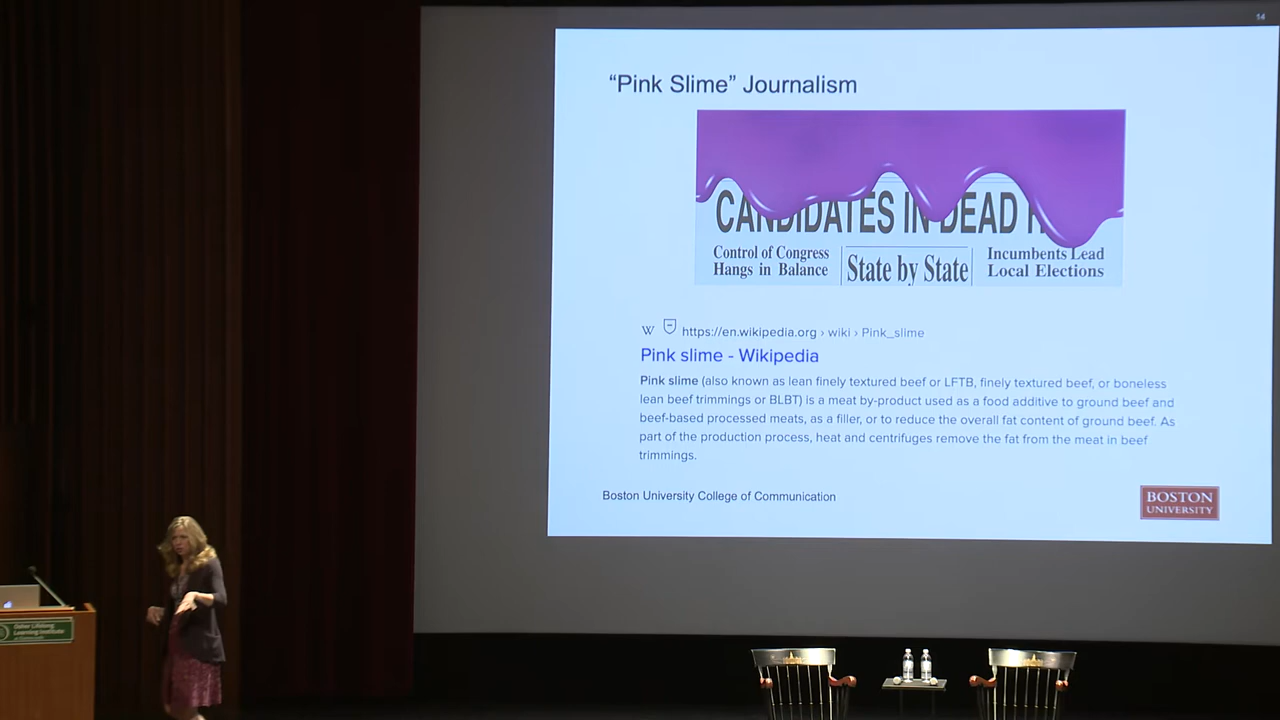 14
“Pink Slime” Journalism
CANDIDATES IN DEAD
Control of Congress
Hangs in Balance
State by State
Incumbents Lead
Local Elections
W https://en.wikipedia.org › wiki › Pink_slime
Pink slime - Wikipedia
Pink slime (also known as lean finely textured beef or LFTB, finely textured beef, or boneless
lean beef trimmings or BLBT) is a meat by-product used as a food additive to ground beef and
beef-based processed meats, as a filler, or to reduce the overall fat content of ground beef. As
part of the production process, heat and centrifuges remove the fat from the meat in beef
trimmings.
Boston University College of Communication
BOSTON
UNIVERSITY
Osher Lifelong
Learning Institute